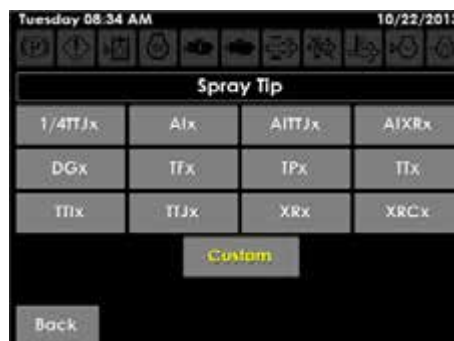 Tuesday 08:34 AM 10/22/2013
Spray Tip
1/4TTJx AIx AITTJx AIXRx
DGx TFx TPx TTx
TTIx TTJx XRx XRCx
Custom
Back